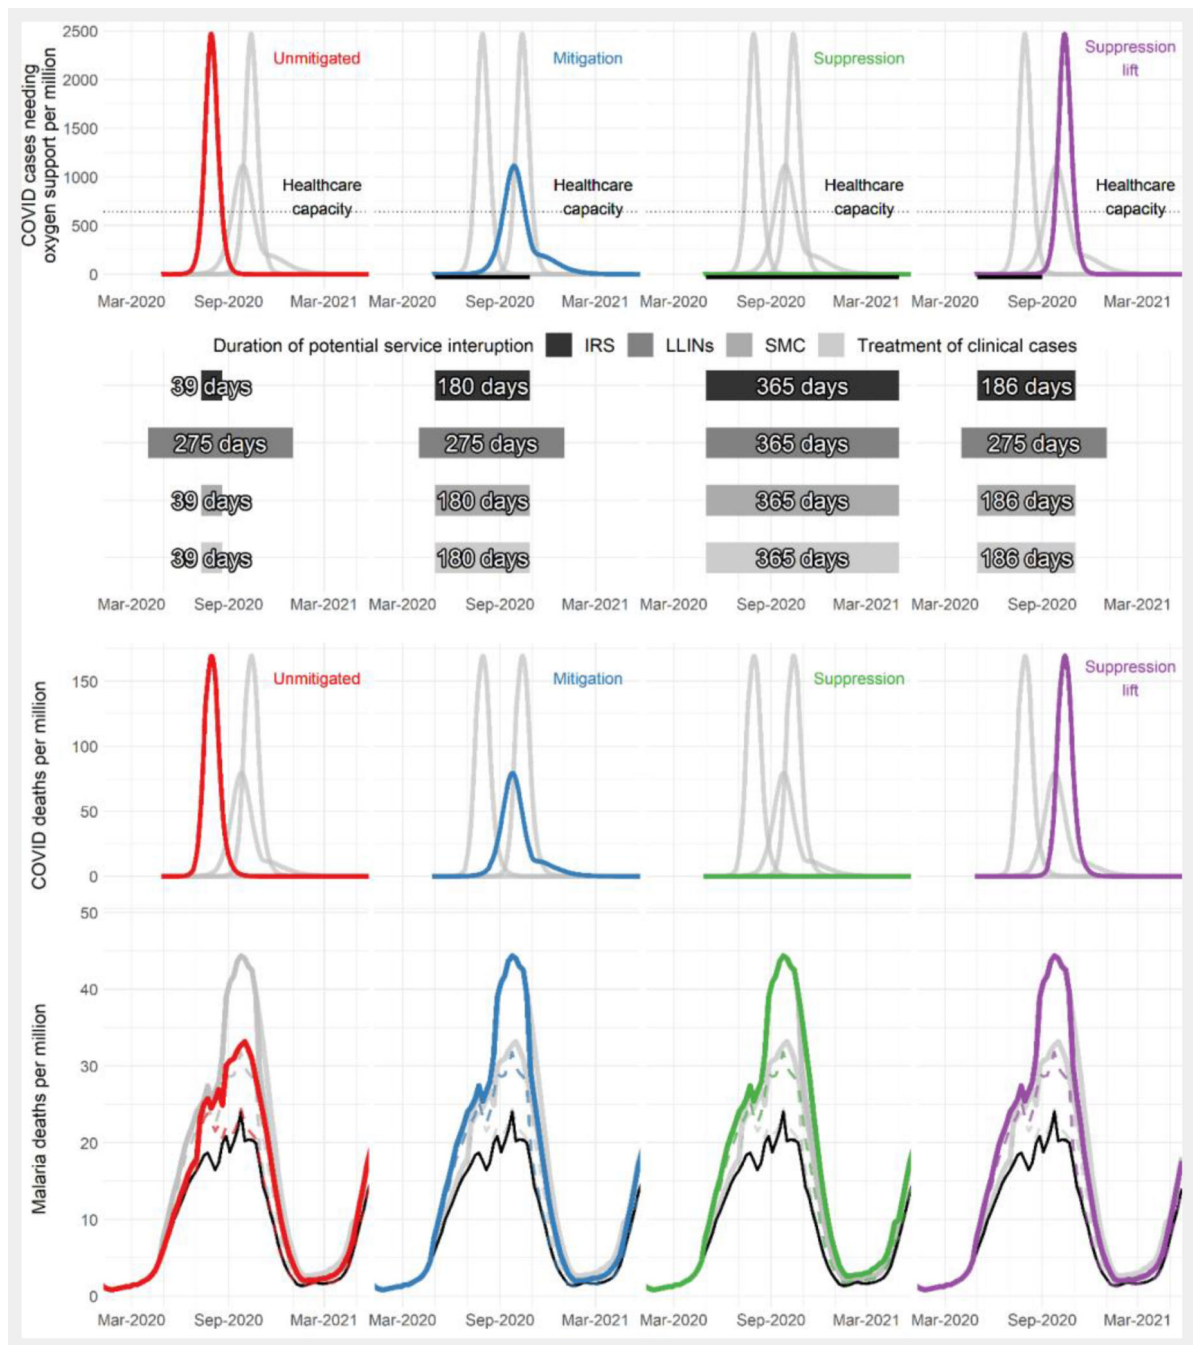 COVID cases needing
oxygen support per million
2500
2000
1500
1000
500
0
Unmitigated
Healthcare
capacity
Mitigation
Healthcare
capacity
Suppression
Healthcare
capacity
Suppression
lift
Healthcare
capacity
Mar-2020 Sep-2020 Mar-2021 Mar-2020 Sep-2020 Mar-2021 Mar-2020 Sep-2020 Mar-2021 Mar-2020 Sep-2020 Mar-2021
Duration of potential service interuption IRS LLINs SMC Treatment of clinical cases
39 days 180 days 365 days 186 days
275 days 275 days 365 days 275 days
39 days 180 days 365 days 186 days
39 days 180 days 365 days 186 days
Mar-2020 Sep-2020 Mar-2021 Mar-2020 Sep-2020 Mar-2021 Mar-2020 Sep-2020 Mar-2021 Mar-2020 Sep-2020 Mar-2021
COVID deaths per million
150
100
50
0
Unmitigated
Mitigation
Suppression
Suppression
lift
Malaria deaths per million
50
40
30
20
10
0
Mar-2020 Sep-2020 Mar-2021 Mar-2020 Sep-2020 Mar-2021 Mar-2020 Sep-2020 Mar-2021 Mar-2020 Sep-2020 Mar-2021